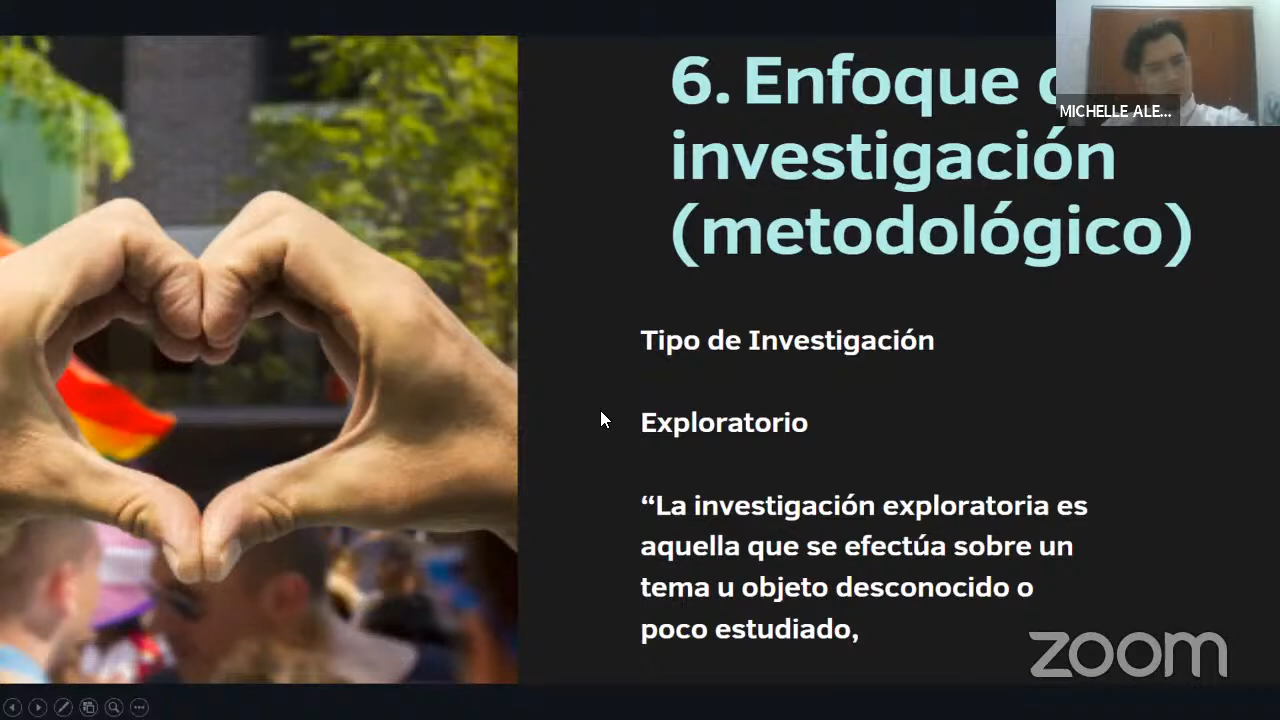 6. Enfoque
investigación
(metodológico)
MICHELLE ALE...
Tipo de Investigación
Exploratorio
“La investigación exploratoria es
aquella que se efectúa sobre un
tema u objeto desconocido o
poco estudiado,
zoom